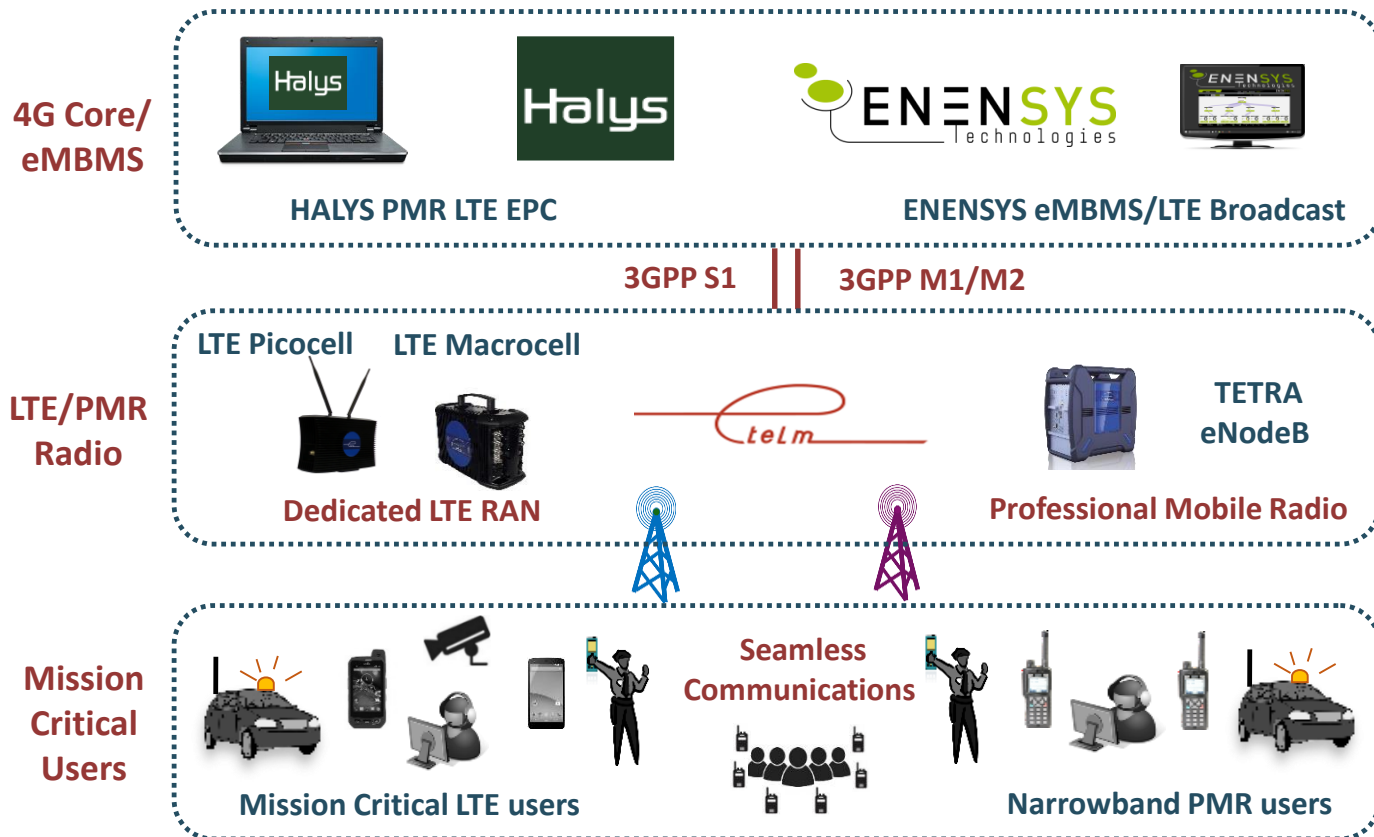 4G Core/
eMBMS
Halys
Halys
ENENSYS
Technologies
ENENSYS
Technologies
HALYS PMR LTE EPC
ENENSYS eMBMS/LTE Broadcast
3GPP S1
3GPP M1/M2
LTE/PMR
Radio
LTE Picocell
LTE Macrocell
etelm
TETRA
eNodeB
Dedicated LTE RAN
Professional Mobile Radio
Mission
Critical
Users
Seamless
Communications
Mission Critical LTE users
Narrowband PMR users